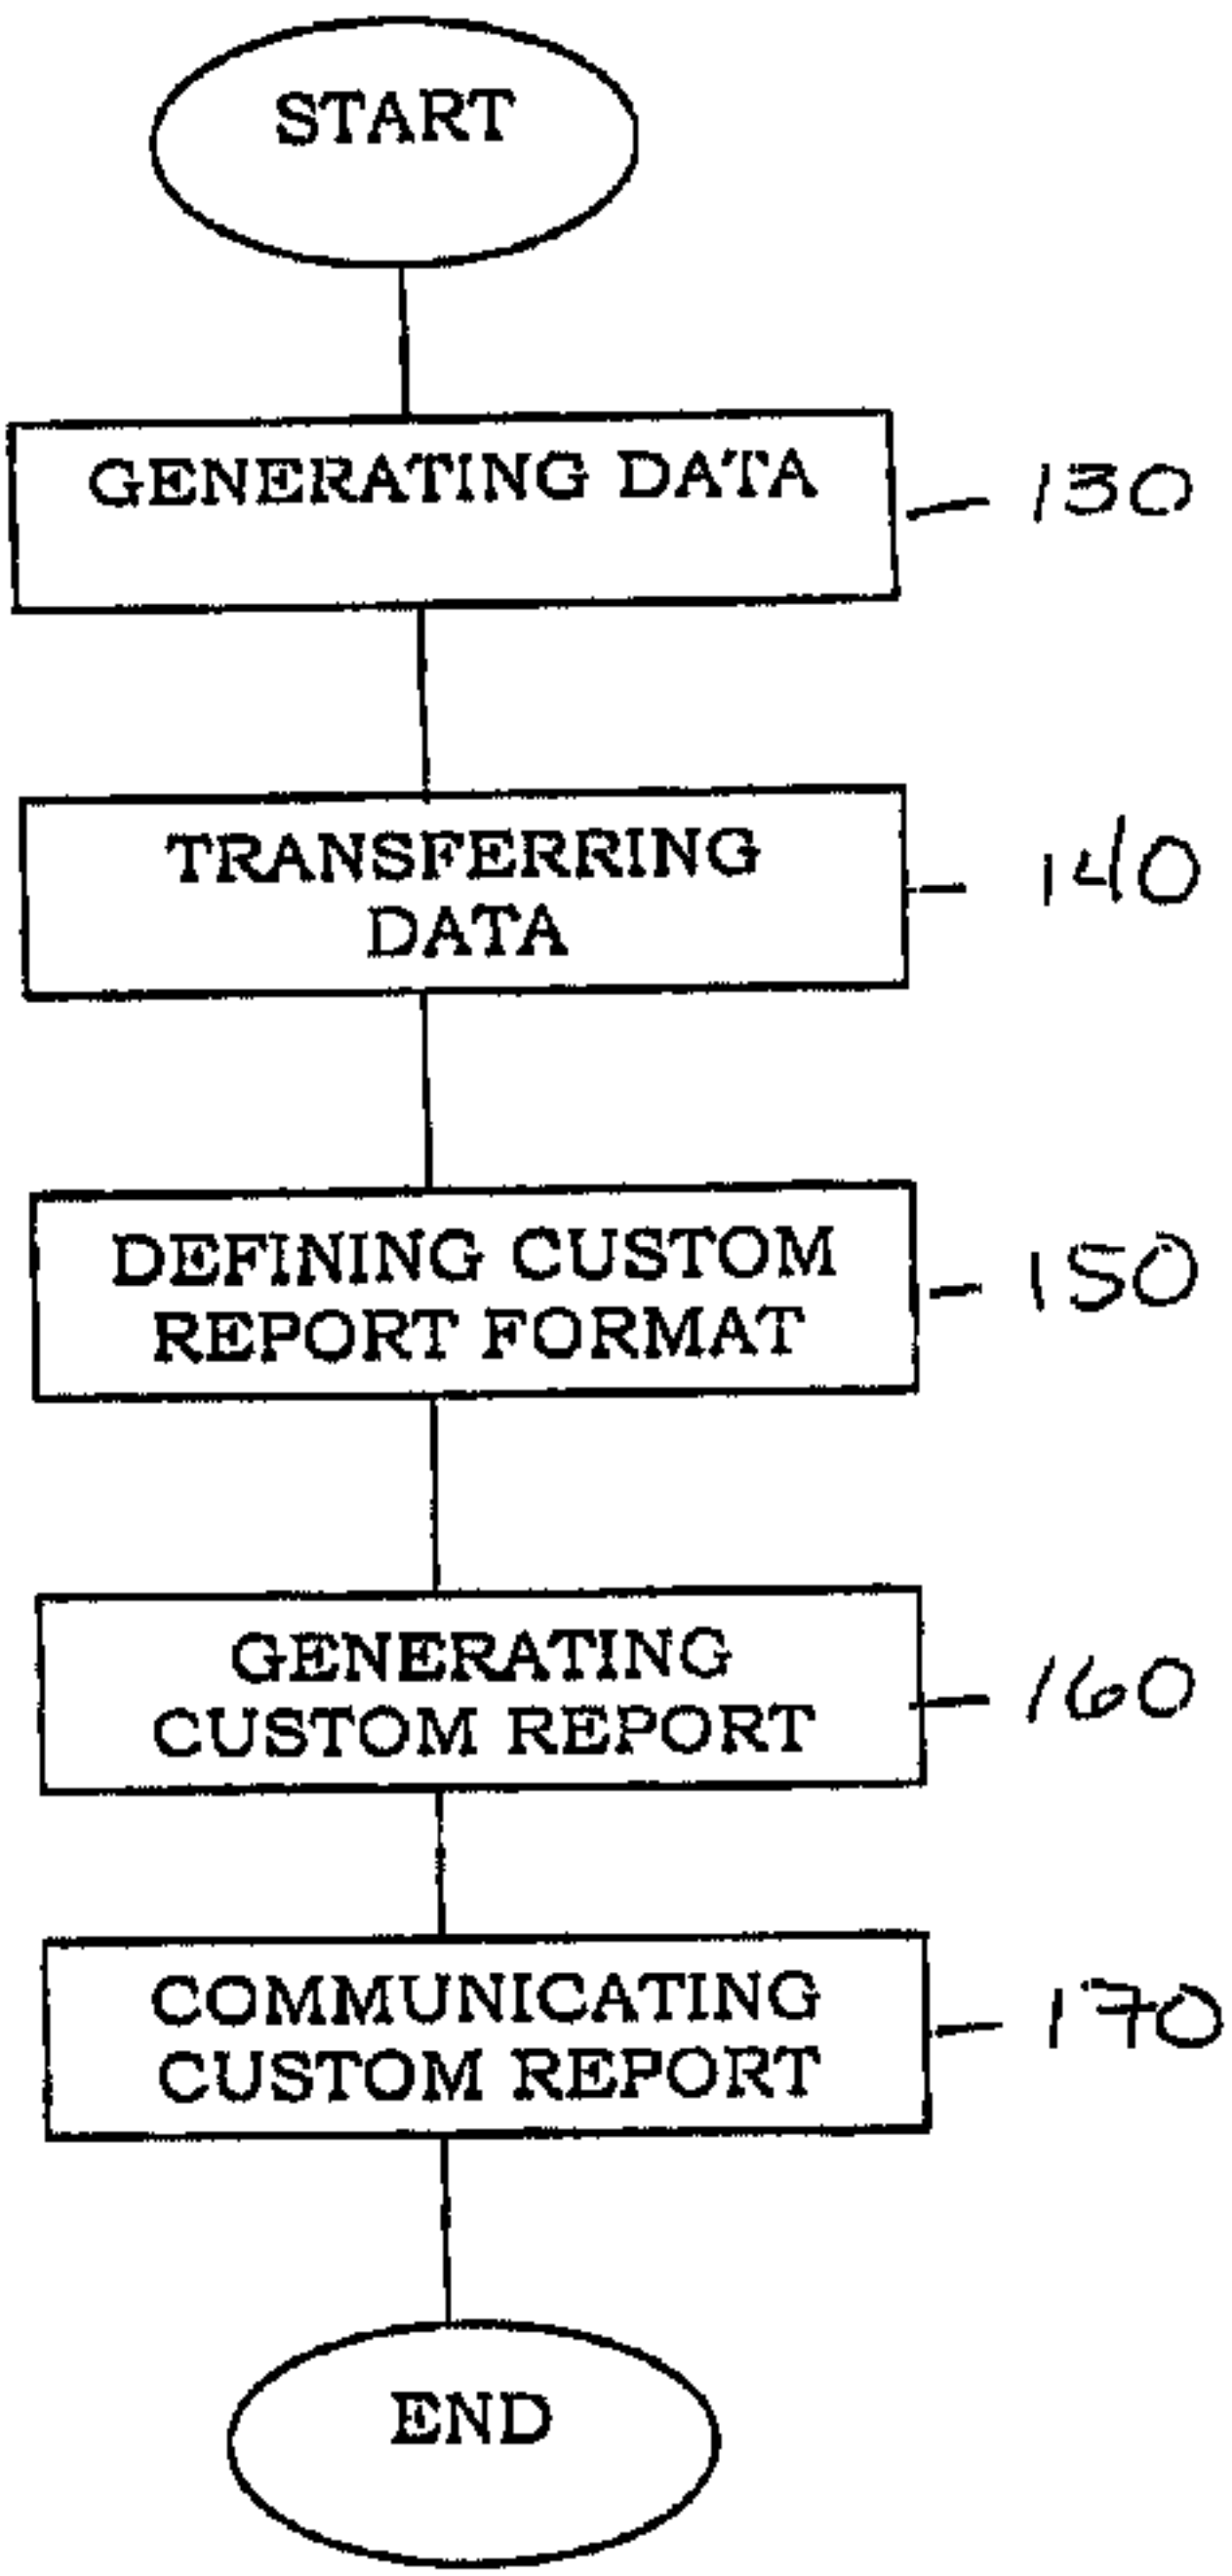 START
GENERATING DATA
130
TRANSFERRING
DATA
140
DEFINING CUSTOM
REPORT FORMAT
150
GENERATING
CUSTOM REPORT
160
COMMUNICATING
CUSTOM REPORT
170
END